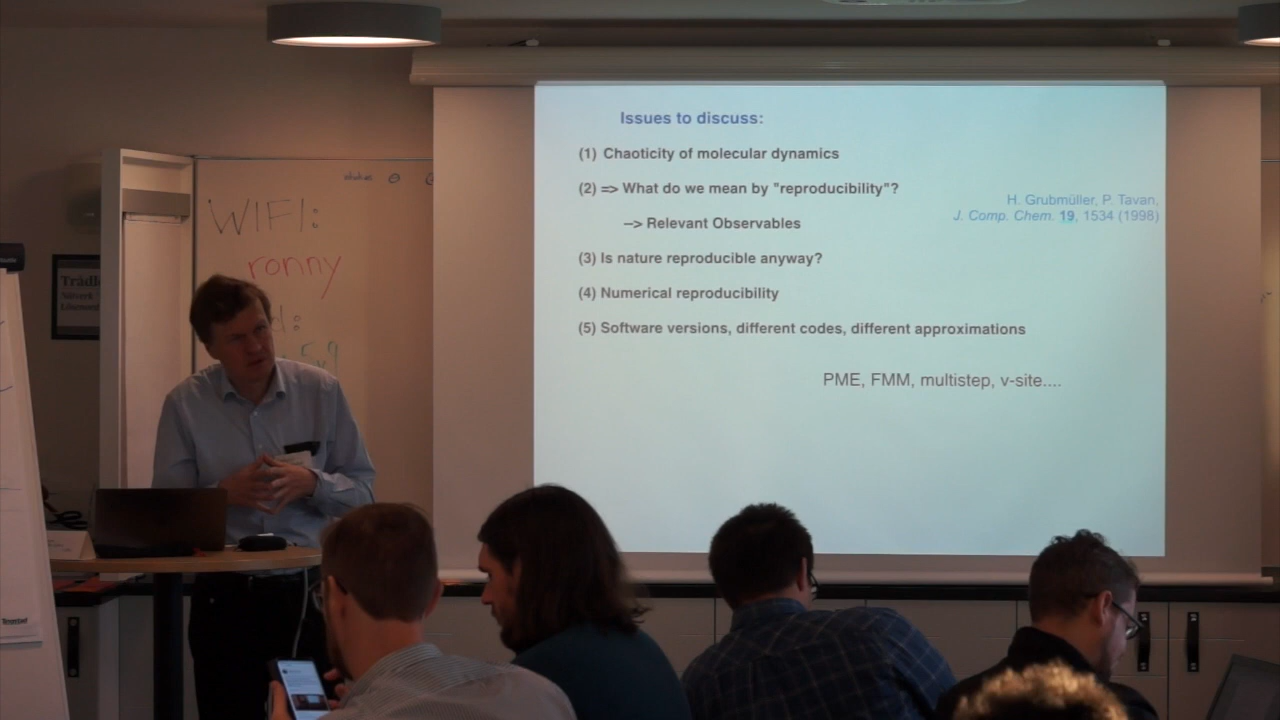 Issues to discuss:
(1) Chaoticity of molecular dynamics
(2) => What do we mean by "reproducibility"?
H. Grubmüller, P. Tavan,
J. Comp. Chem. 19, 1534 (1998)
—> Relevant Observables
(3) Is nature reproducible anyway?
(4) Numerical reproducibility
(5) Software versions, different codes, different approximations
PME, FMM, multistep, v-site....
WIFI:
ronny